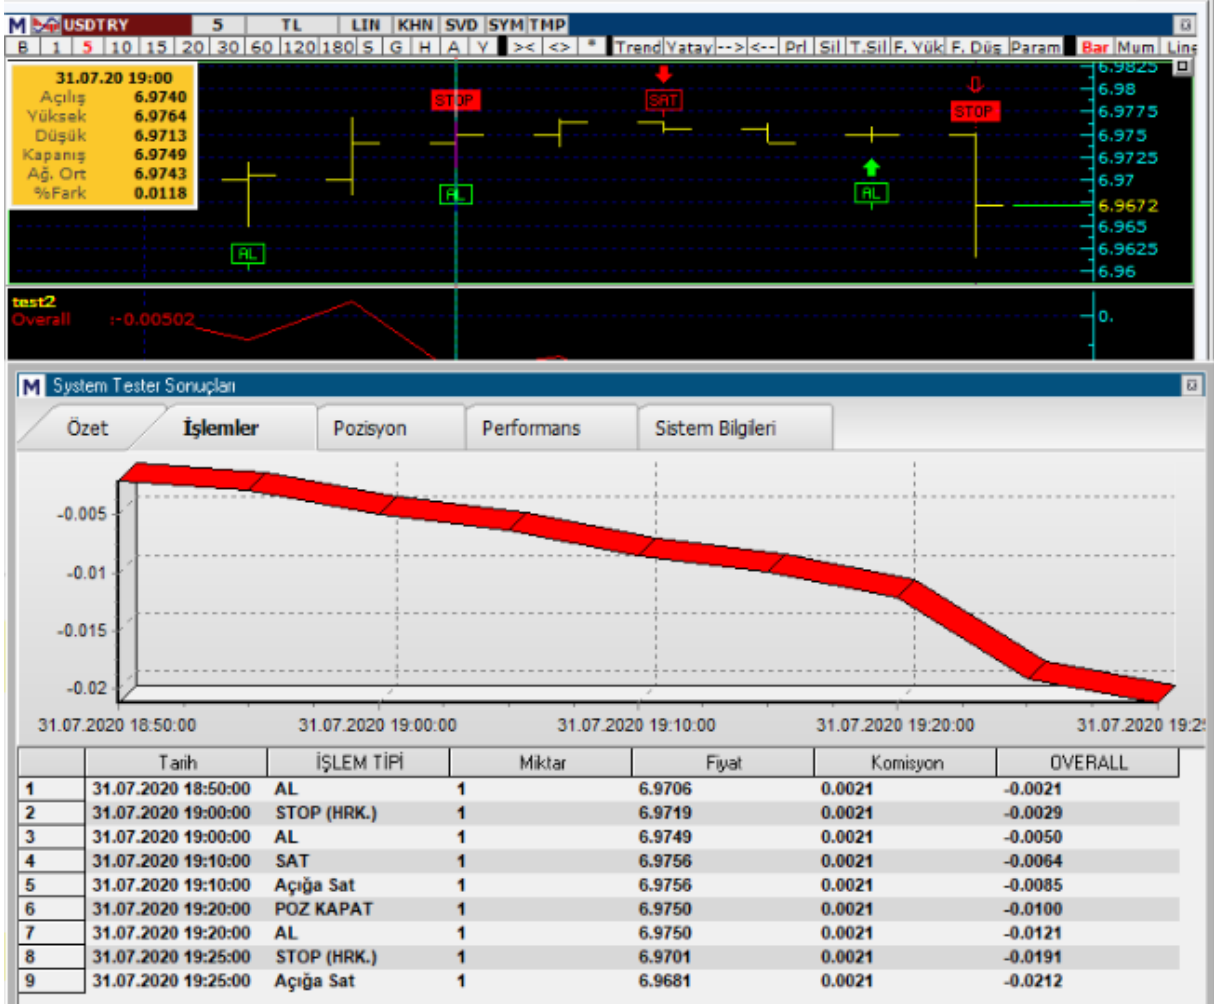 M USDTRY 5 TL LIN KHN SVD SYM TMP
B 1 5 10 15 20 30 60 120 180 S G H A Y >< <> * Trend Yatay --> <-- Prl Sil T.Sil F. Yük F. Düş Param Bar Mum Line
31.07.20 19:00
Açılış 6.9740
Yüksek 6.9764
Düşük 6.9713
Kapanış 6.9749
Ağ. Ort 6.9743
%Fark 0.0118
STOP
SAT
STOP
AL
AL
AL
6.9825
6.98
6.9775
6.975
6.9725
6.97
6.9672
6.965
6.9625
6.96
test2
Overall :-0.00502
0.
M System Tester Sonuçları
Özet İşlemler Pozisyon Performans Sistem Bilgileri
-0.005
-0.01
-0.015
-0.02
31.07.2020 18:50:00 31.07.2020 19:00:00 31.07.2020 19:10:00 31.07.2020 19:20:00 31.07.2020 19:25
Tarih İŞLEM TİPİ Miktar Fiyat Komisyon OVERALL
1 31.07.2020 18:50:00 AL 1 6.9706 0.0021 -0.0021
2 31.07.2020 19:00:00 STOP (HRK.) 1 6.9719 0.0021 -0.0029
3 31.07.2020 19:00:00 AL 1 6.9749 0.0021 -0.0050
4 31.07.2020 19:10:00 SAT 1 6.9756 0.0021 -0.0064
5 31.07.2020 19:10:00 Açığa Sat 1 6.9756 0.0021 -0.0085
6 31.07.2020 19:20:00 POZ KAPAT 1 6.9750 0.0021 -0.0100
7 31.07.2020 19:20:00 AL 1 6.9750 0.0021 -0.0121
8 31.07.2020 19:25:00 STOP (HRK.) 1 6.9701 0.0021 -0.0191
9 31.07.2020 19:25:00 Açığa Sat 1 6.9681 0.0021 -0.0212